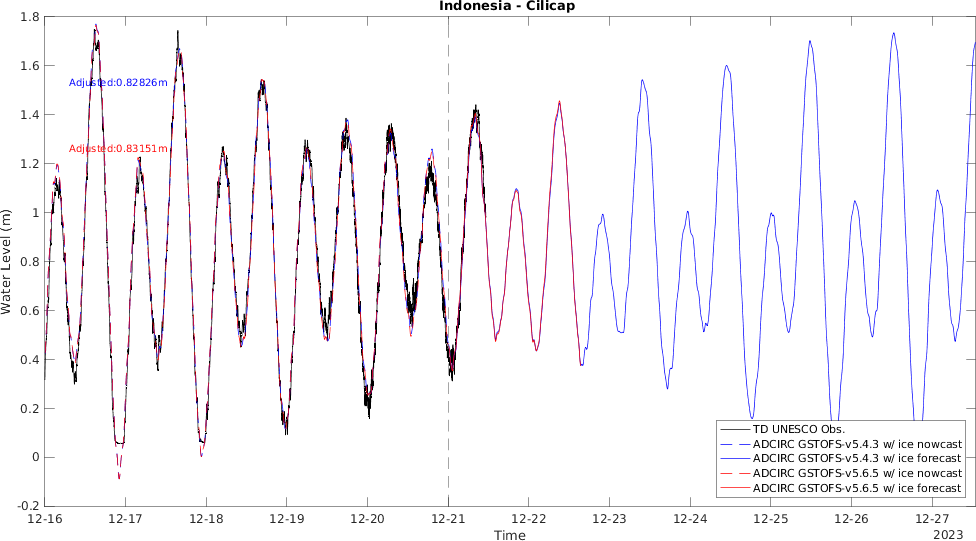 Indonesia - Cilicap
1.8
1.6
1.4
1.2
1
0.8
0.6
0.4
0.2
0
-0.2
Water Level (m)
Adjusted:0.82826m
Adjusted:0.83151m
TD UNESCO Obs.
ADCIRC GSTOFS-v5.4.3 w/ ice nowcast
ADCIRC GSTOFS-v5.4.3 w/ ice forecast
ADCIRC GSTOFS-v5.6.5 w/ ice nowcast
ADCIRC GSTOFS-v5.6.5 w/ ice forecast
12-16 12-17 12-18 12-19 12-20 12-21 12-22 12-23 12-24 12-25 12-26 12-27
Time
2023